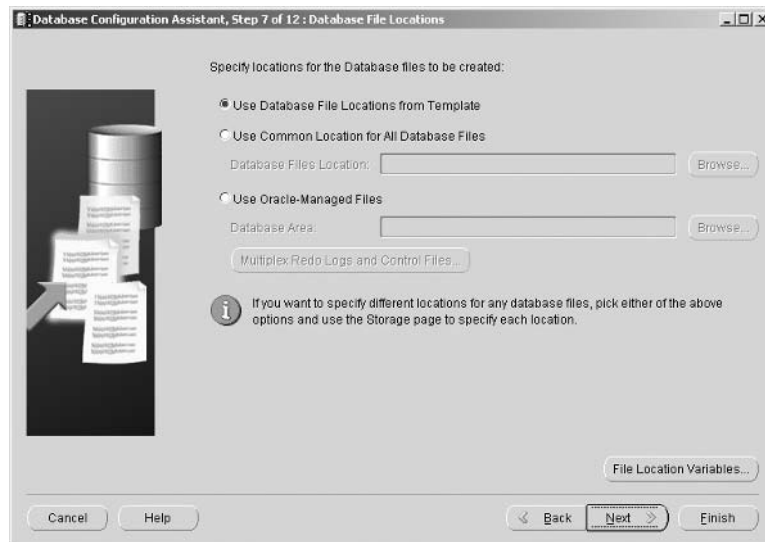 Database Configuration Assistant, Step 7 of 12 : Database File Locations
Specify locations for the Database files to be created:
Use Database File Locations from Template
Use Common Location for All Database Files
Database Files Location:
Browse...
Use Oracle-Managed Files
Database Area:
Browse...
Multiplex Redo Logs and Control Files...
If you want to specify different locations for any database files, pick either of the above
options and use the Storage page to specify each location.
File Location Variables...
Cancel
Help
Back
Next
Finish